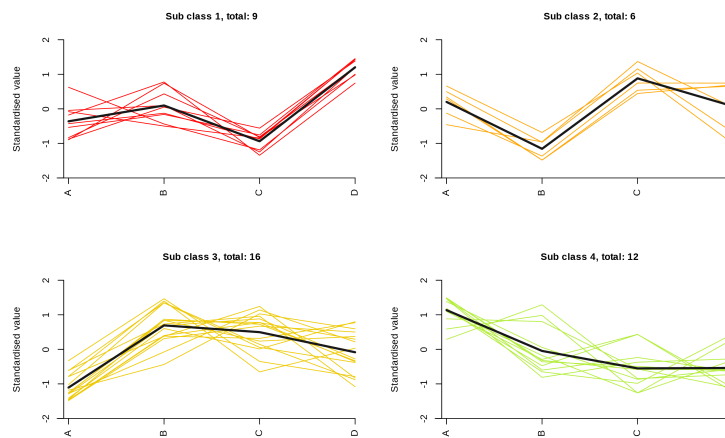 Sub class 1, total: 9
Standardised value
2
1
0
-1
-2
A
B
C
D
Sub class 2, total: 6
Standardised value
2
1
0
-1
-2
A
B
C
Sub class 3, total: 16
Standardised value
2
1
0
-1
-2
A
B
C
D
Sub class 4, total: 12
Standardised value
2
1
0
-1
-2
A
B
C